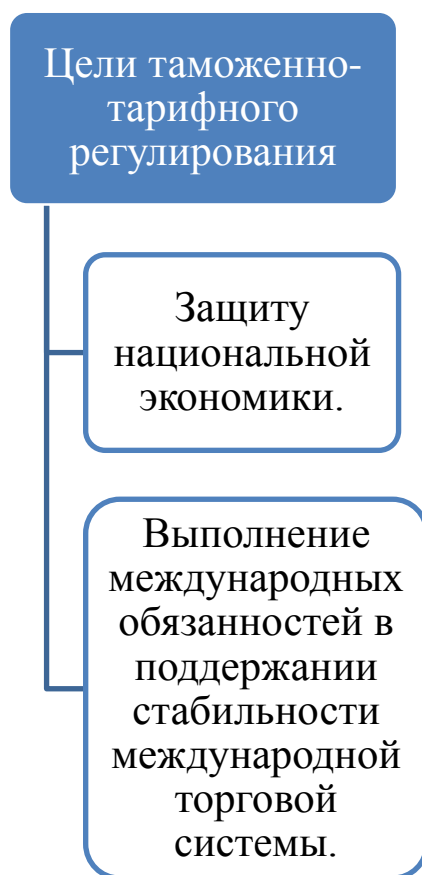 Цели таможенно-
тарифного
регулирования
Защиту
национальной
экономики.
Выполнение
международных
обязанностей в
поддержании
стабильности
международной
торговой
системы.